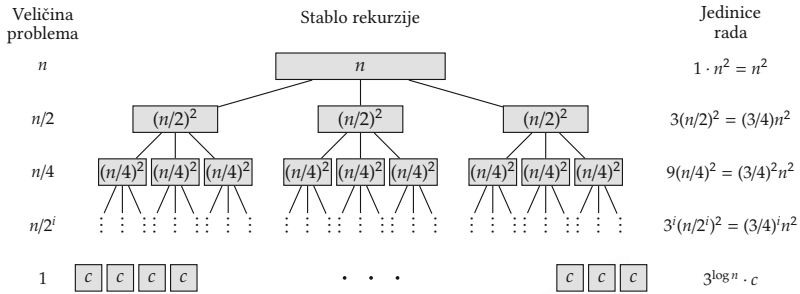 Veličina problema
Stablo rekurzije
Jedinice rada
n
n
1 · n² = n²
n/2
(n/2)² (n/2)² (n/2)²
3(n/2)² = (3/4)n²
n/4
(n/4)² (n/4)² (n/4)² (n/4)² (n/4)² (n/4)² (n/4)² (n/4)² (n/4)²
9(n/4)² = (3/4)²n²
n/2ⁱ
3ⁱ(n/2ⁱ)² = (3/4)ⁱn²
1
c c c c · · · c c c
3^{log n} · c